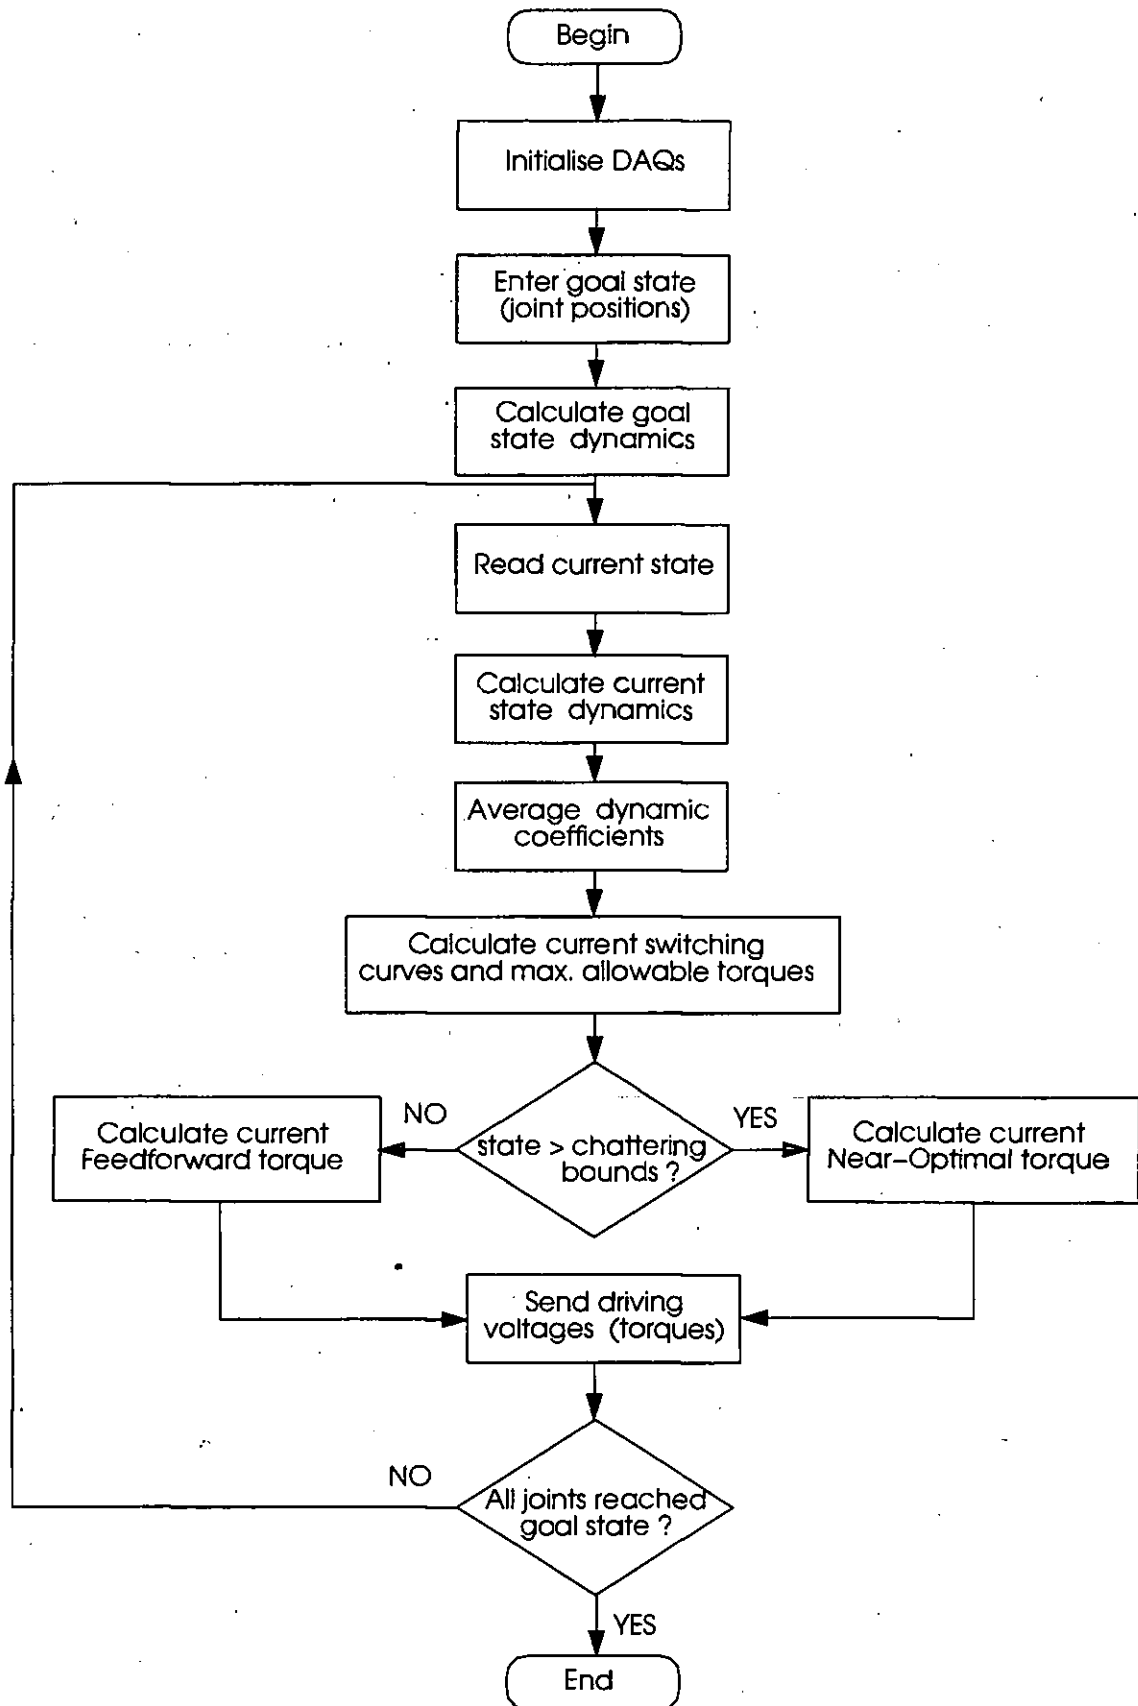 Begin
Initialise DAQs
Enter goal state
(joint positions)
Calculate goal
state dynamics
Read current state
Calculate current
state dynamics
Average dynamic
coefficients
Calculate current switching
curves and max. allowable torques
NO
YES
Calculate current
Feedforward torque
state > chattering
bounds ?
Calculate current
Near-Optimal torque
Send driving
voltages (torques)
NO
All joints reached
goal state ?
YES
End